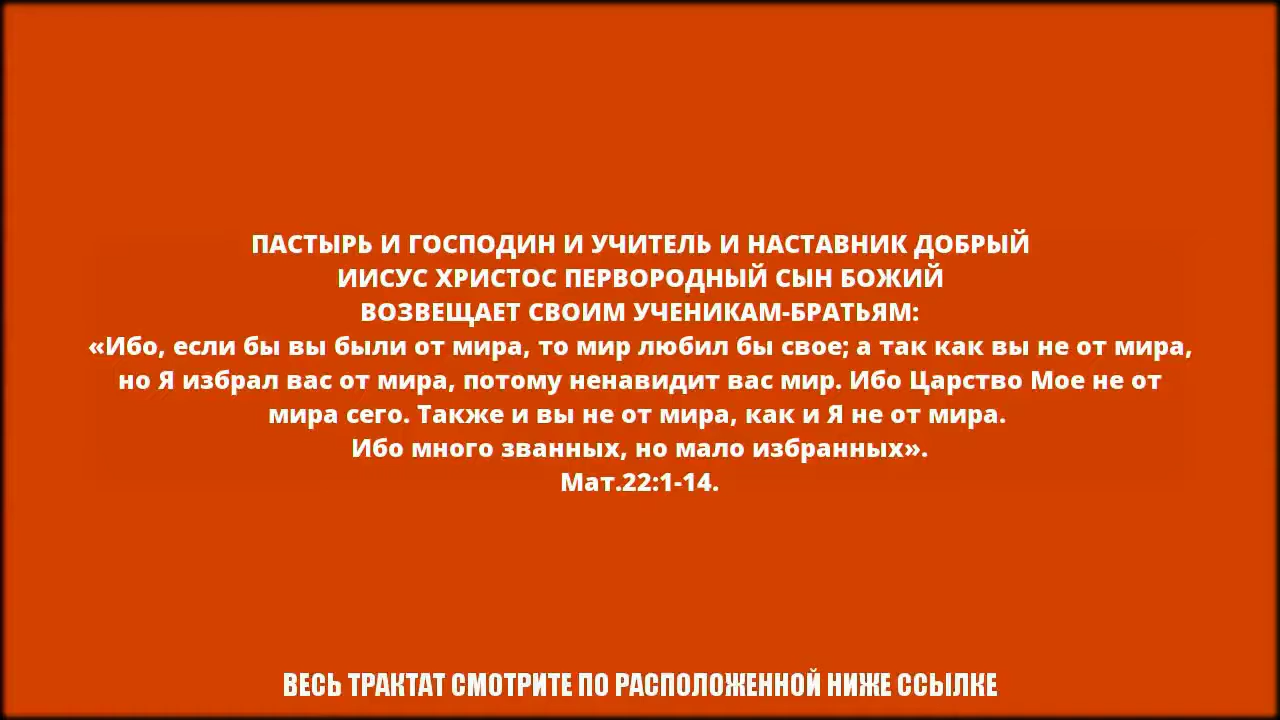 ПАСТЫРЬ И ГОСПОДИН И УЧИТЕЛЬ И НАСТАВНИК ДОБРЫЙ
ИИСУС ХРИСТОС ПЕРВОРОДНЫЙ СЫН БОЖИЙ
ВОЗВЕЩАЕТ СВОИМ УЧЕНИКАМ-БРАТЬЯМ:
«Ибо, если бы вы были от мира, то мир любил бы свое; а так как вы не от мира,
но Я избрал вас от мира, потому ненавидит вас мир. Ибо Царство Мое не от
мира сего. Также и вы не от мира, как и Я не от мира.
Ибо много званных, но мало избранных».
Мат.22:1-14.
ВЕСЬ ТРАКТАТ СМОТРИТЕ ПО РАСПОЛОЖЕННОЙ НИЖЕ ССЫЛКЕ